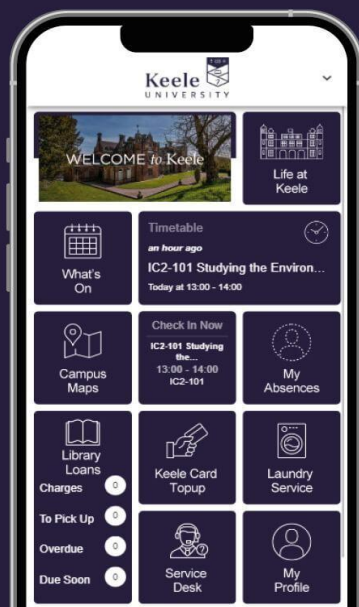 Keele
UNIVERSITY
WELCOME to Keele
Life at
Keele
What's
On
Timetable
an hour ago
IC2-101 Studying the Environ...
Today at 13:00 - 14:00
Campus
Maps
Check In Now
IC2-101 Studying
the...
13:00 - 14:00
IC2-101
My
Absences
Library
Loans
Charges 0
To Pick Up 0
Overdue 0
Due Soon 0
Keele Card
Topup
Laundry
Service
Service
Desk
My
Profile